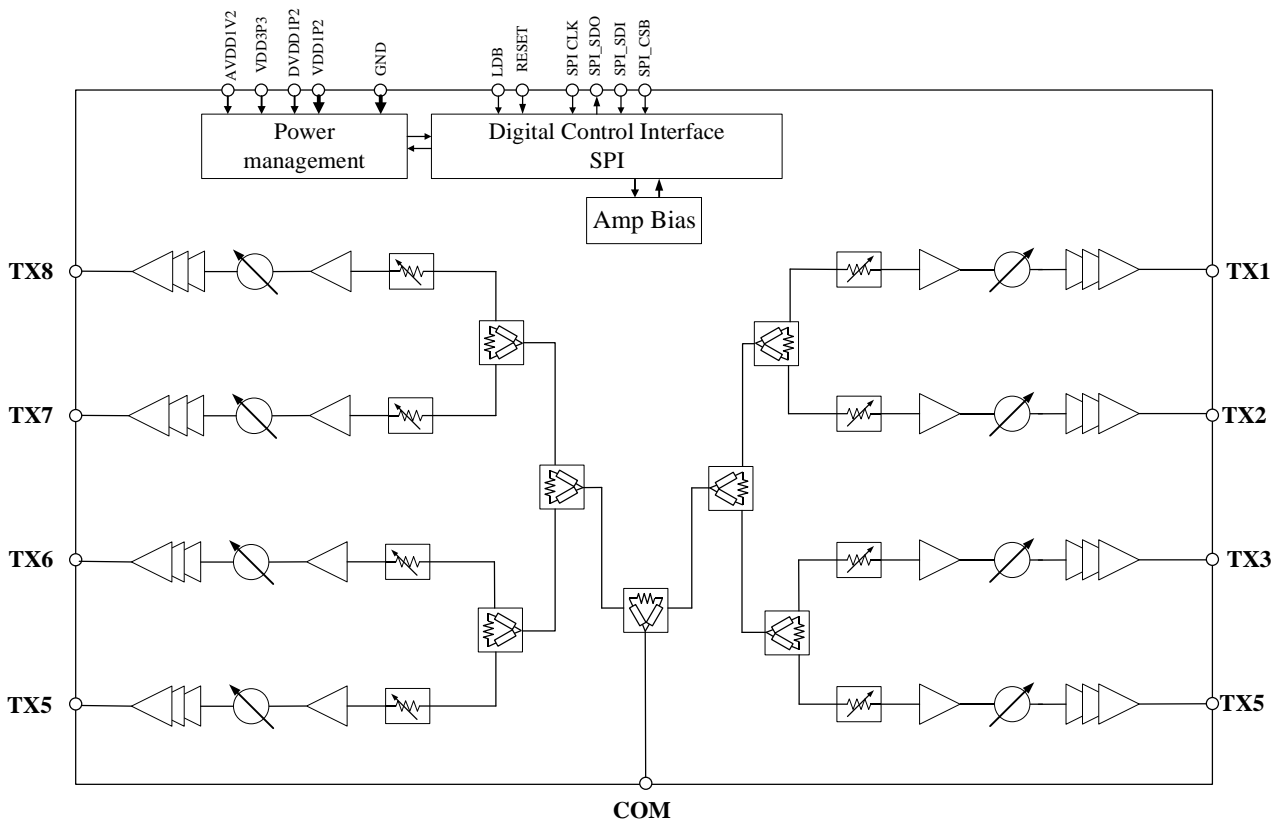 AVDD1V2
VDD3P3
DVDD1P2
VDD1P2
GND
LDB
RESET
SPI CLK
SPI_SDO
SPI_SDI
SPI_CSB
Power
management
Digital Control Interface
SPI
Amp Bias
TX8
TX1
TX7
TX2
TX6
TX3
TX5
TX5
COM